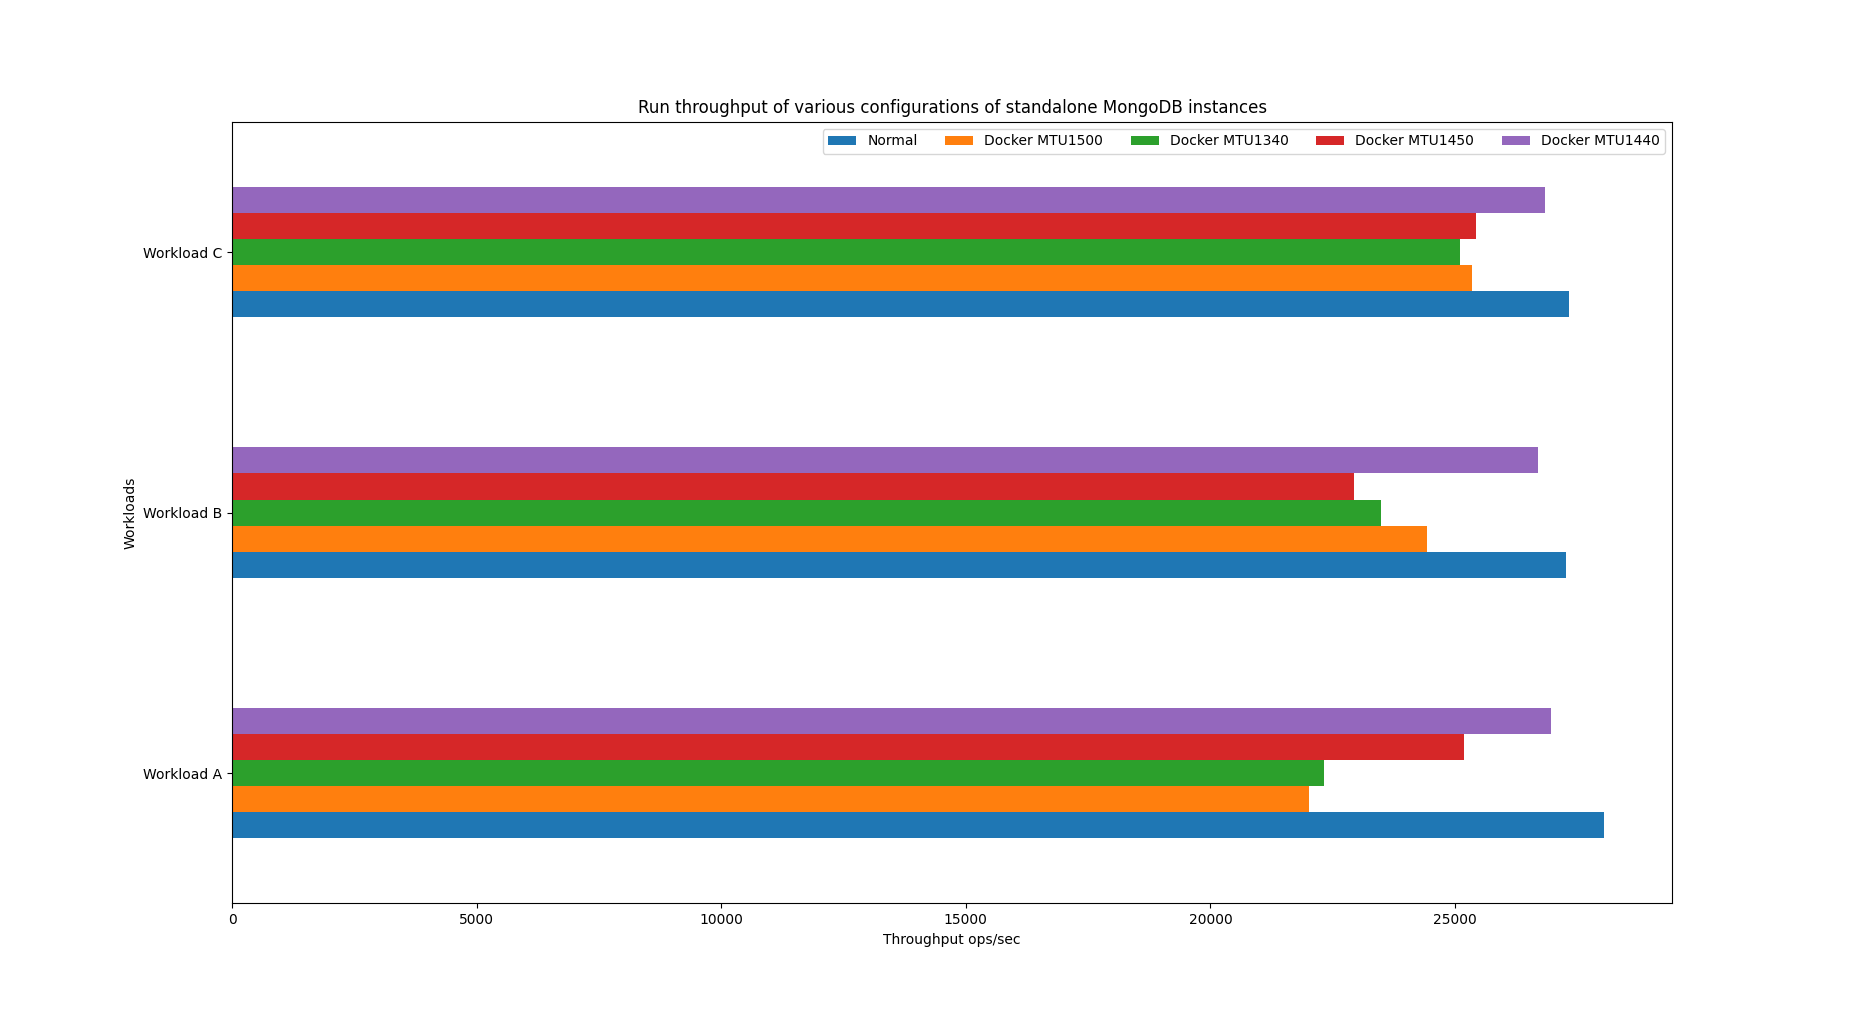 Run throughput of various configurations of standalone MongoDB instances
Normal Docker MTU1500 Docker MTU1340 Docker MTU1450 Docker MTU1440
Workload C
Workload B
Workload A
Workloads
0 5000 10000 15000 20000 25000
Throughput ops/sec